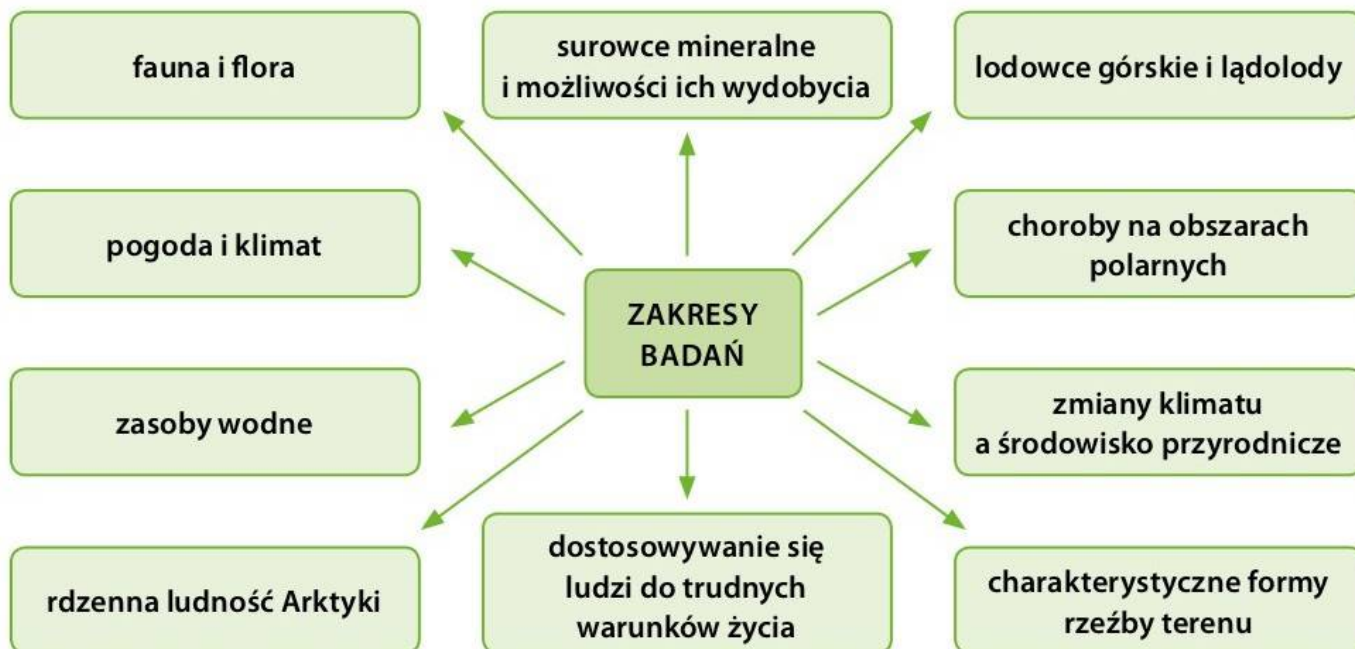 fauna i flora
surowce mineralne
i możliwości ich wydobycia
lodowce górskie i lądolody
pogoda i klimat
choroby na obszarach
polarnych
ZAKRESY
BADAŃ
zasoby wodne
zmiany klimatu
a środowisko przyrodnicze
rdzenna ludność Arktyki
dostosowywanie się
ludzi do trudnych
warunków życia
charakterystyczne formy
rzeźby terenu